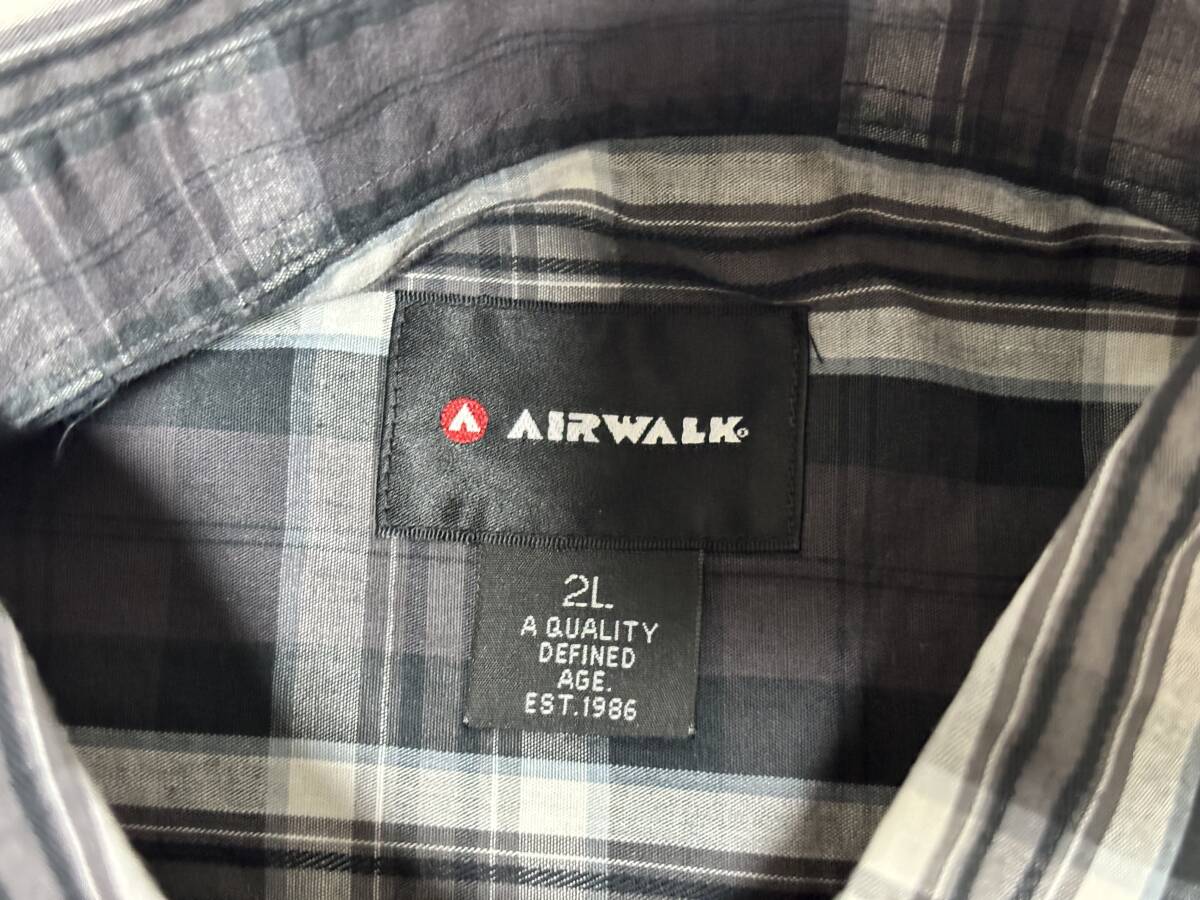 AIRWALK®
2L
A QUALITY
DEFINED
AGE.
EST.1986